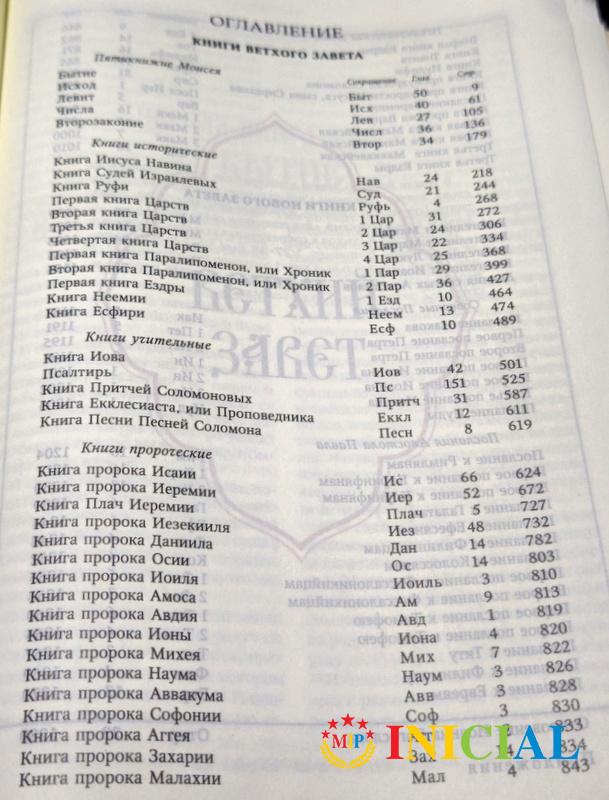 ОГЛАВЛЕНИЕ
КНИГИ ВЕТХОГО ЗАВЕТА
Пятикнижие Моисея Сокращение Глав Стр.
Бытие Быт 50 9
Исход Исх 40 61
Левит Лев 27 105
Числа Числ 36 136
Второзаконие Втор 34 179
Книги исторические
Книга Иисуса Навина Нав 24 218
Книга Судей Израилевых Суд 21 244
Книга Руфи Руфь 4 268
Первая книга Царств 1 Цар 31 272
Вторая книга Царств 2 Цар 24 306
Третья книга Царств 3 Цар 22 334
Четвертая книга Царств 4 Цар 25 368
Первая книга Паралипоменон, или Хроник 1 Пар 29 399
Вторая книга Паралипоменон, или Хроник 2 Пар 36 427
Первая книга Ездры 1 Езд 10 464
Книга Неемии Неем 13 474
Книга Есфири Есф 10 489
Книги учительные
Книга Иова Иов 42 501
Псалтирь Пс 151 525
Книга Притчей Соломоновых Притч 31 587
Книга Екклесиаста, или Проповедника Еккл 12 611
Книга Песни Песней Соломона Песн 8 619
Книги пророческие
Книга пророка Исаии Ис 66 624
Книга пророка Иеремии Иер 52 672
Книга Плач Иеремии Плач 5 727
Книга пророка Иезекииля Иез 48 732
Книга пророка Даниила Дан 14 782
Книга пророка Осии Ос 14 803
Книга пророка Иоиля Иоиль 3 810
Книга пророка Амоса Ам 9 813
Книга пророка Авдия Авд 1 819
Книга пророка Ионы Иона 4 820
Книга пророка Михея Мих 7 822
Книга пророка Наума Наум 3 826
Книга пророка Аввакума Авв 3 828
Книга пророка Софонии Соф 3 830
Книга пророка Аггея 833
Книга пророка Захарии Зах 834
Книга пророка Малахии Мал 4 843
MP INICIAL